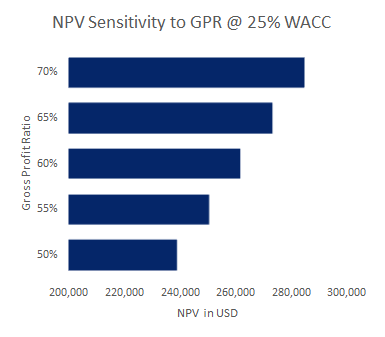 NPV Sensitivity to GPR @ 25% WACC
Gross Profit Ratio
70%
65%
60%
55%
50%
200,000 220,000 240,000 260,000 280,000 300,000
NPV in USD